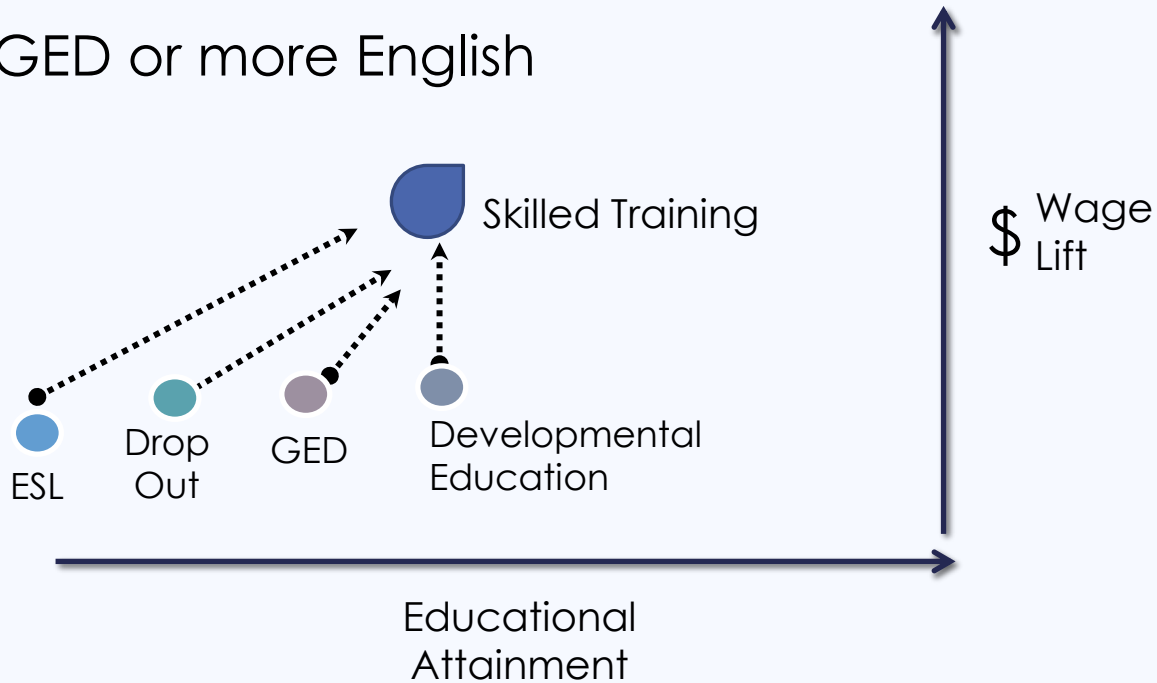 GED or more English
Skilled Training
$ Wage
Lift
Drop
Out
GED
Developmental
Education
ESL
Educational
Attainment